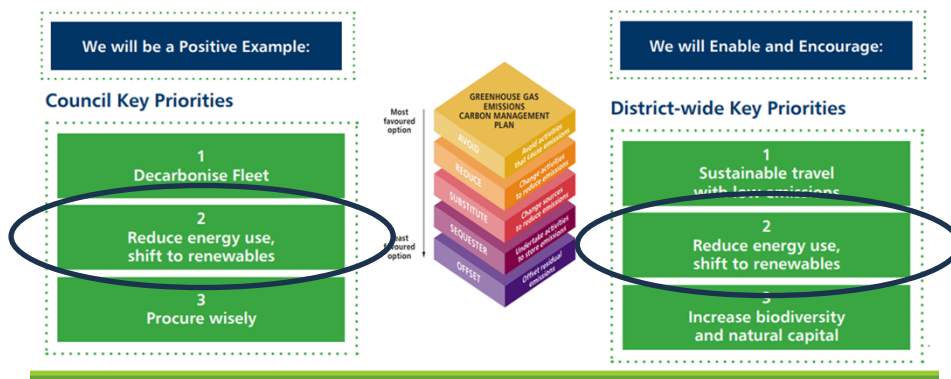 We will be a Positive Example:
Council Key Priorities
1
Decarbonise Fleet
2
Reduce energy use,
shift to renewables
3
Procure wisely
Most
favoured
option
east
favoured
option
GREENHOUSE GAS
EMISSIONS
CARBON MANAGEMENT
PLAN
AVOID
Avoid activities
that cause emissions
REDUCE
Change activities
to reduce emissions
SUBSTITUTE
Change sources
to reduce emissions
SEQUESTER
Undertake activities
to store emissions
OFFSET
Offset residual
emissions
We will Enable and Encourage:
District-wide Key Priorities
1
Sustainable travel
with low emissions
2
Reduce energy use,
shift to renewables
3
Increase biodiversity
and natural capital